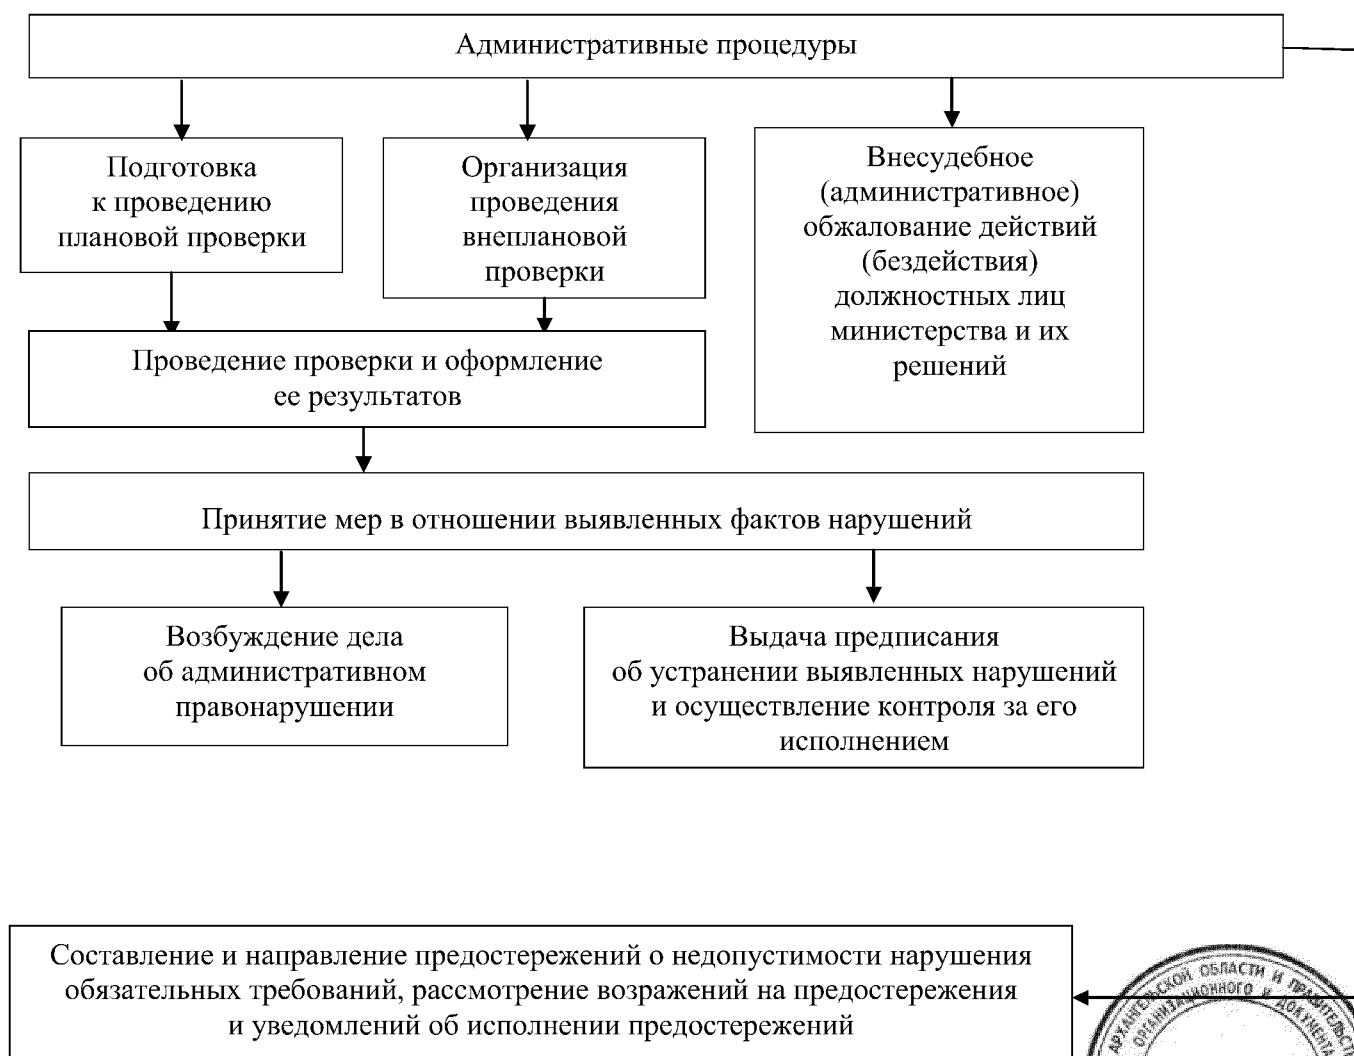 Административные процедуры
Подготовка
к проведению
плановой проверки
Организация
проведения
внеплановой
проверки
Внесудебное
(административное)
обжалование действий
(бездействия)
должностных лиц
министерства и их
решений
Проведение проверки и оформление
ее результатов
Принятие мер в отношении выявленных фактов нарушений
Возбуждение дела
об административном
правонарушении
Выдача предписания
об устранении выявленных нарушений
и осуществление контроля за его
исполнением
Составление и направление предостережений о недопустимости нарушения
обязательных требований, рассмотрение возражений на предостережения
и уведомлений об исполнении предостережений
ОБЛАСТИ И